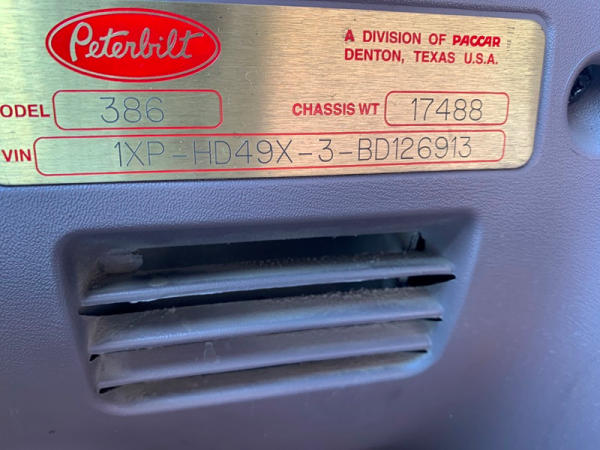 Peterbilt
A DIVISION OF PACCAR
DENTON, TEXAS U.S.A.
ODEL 386 CHASSIS WT 17488
VIN 1XP-HD49X-3-BD126913